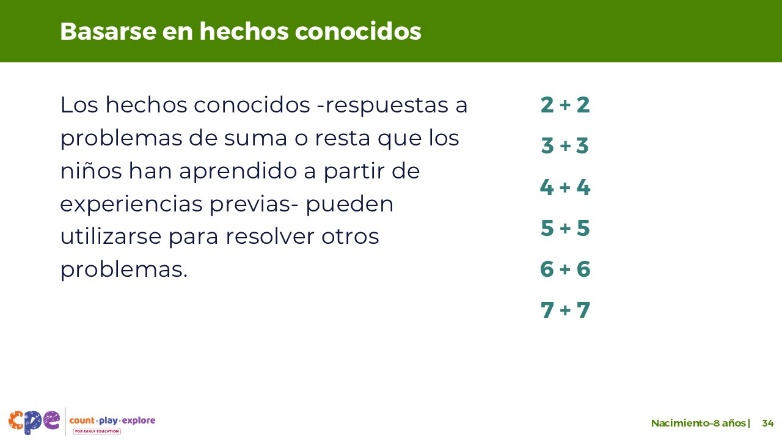 Basarse en hechos conocidos
Los hechos conocidos -respuestas a
problemas de suma o resta que los
niños han aprendido a partir de
experiencias previas- pueden
utilizarse para resolver otros
problemas.
2 + 2
3 + 3
4 + 4
5 + 5
6 + 6
7 + 7
cpe
count•play•explore
FOR EARLY EDUCATION
Nacimiento-8 años | 34